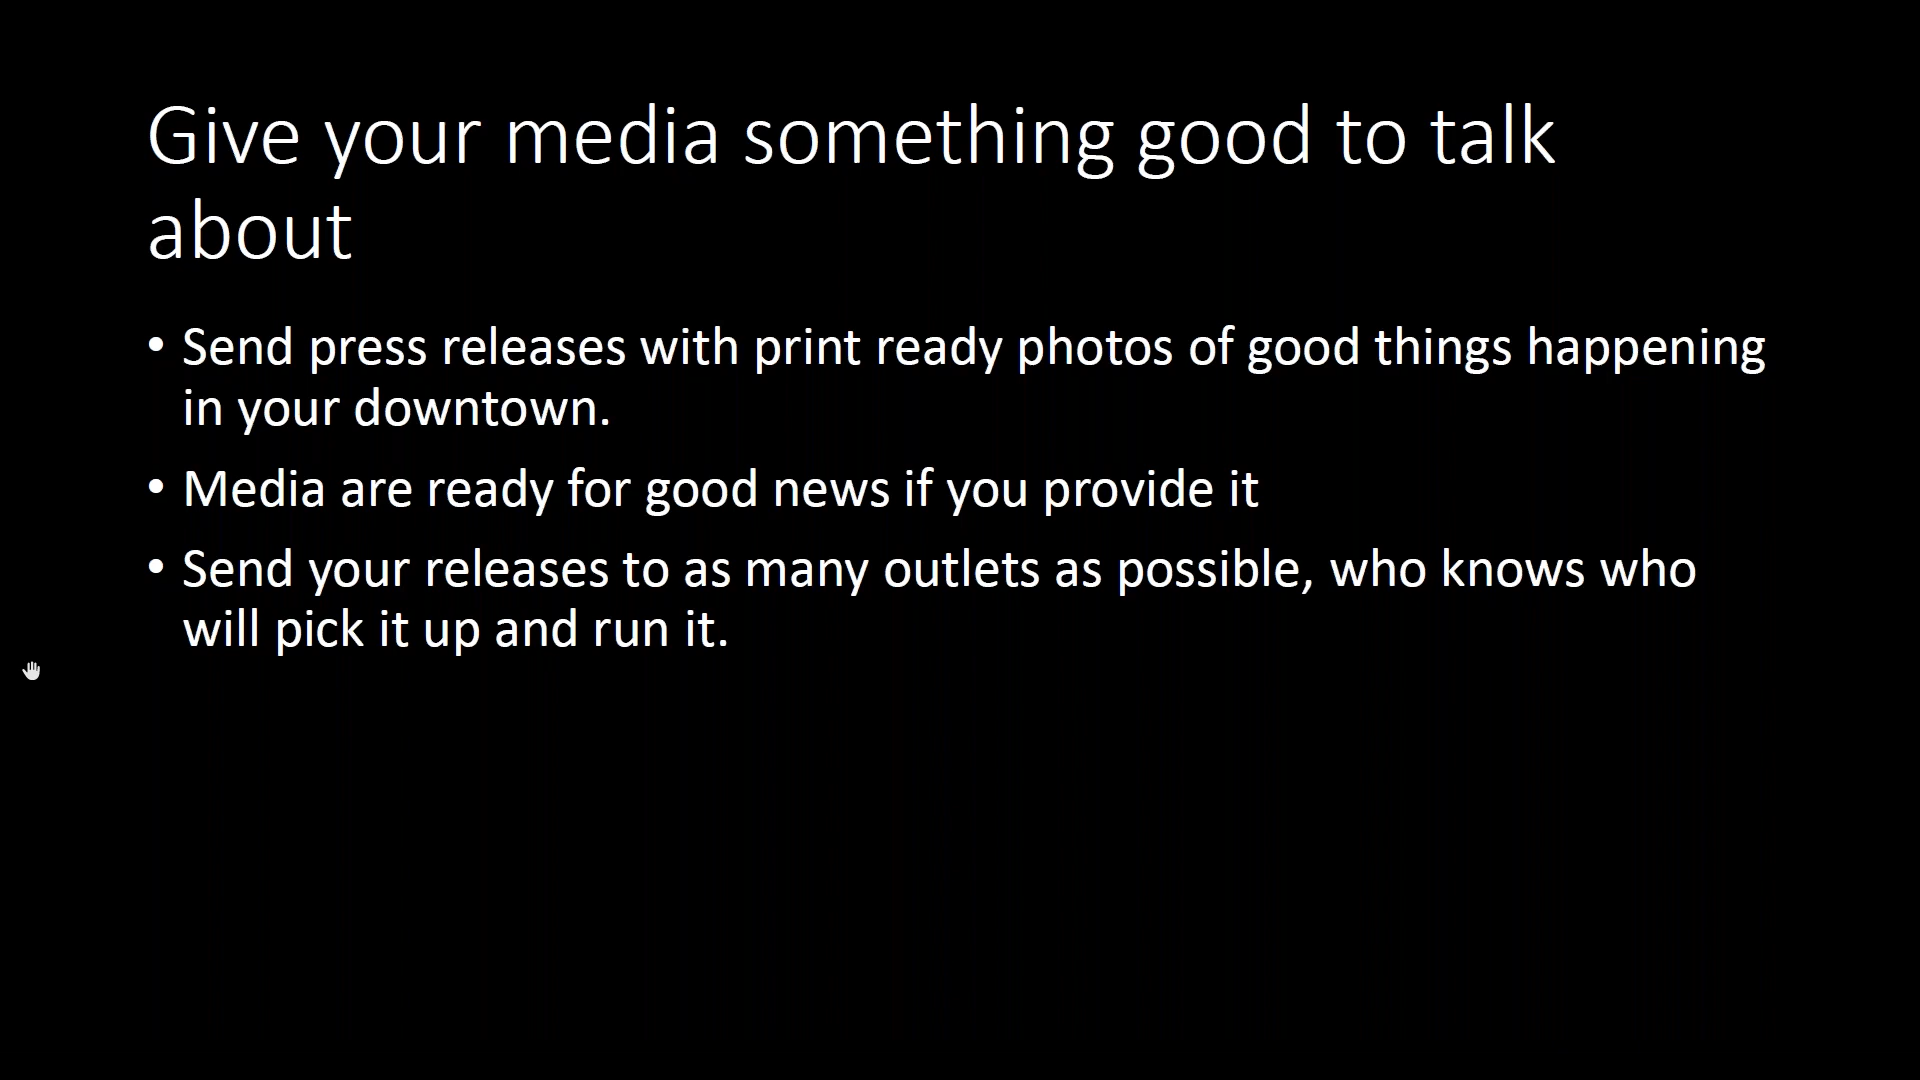 Give your media something good to talk
about
• Send press releases with print ready photos of good things happening
in your downtown.
• Media are ready for good news if you provide it
• Send your releases to as many outlets as possible, who knows who
will pick it up and run it.